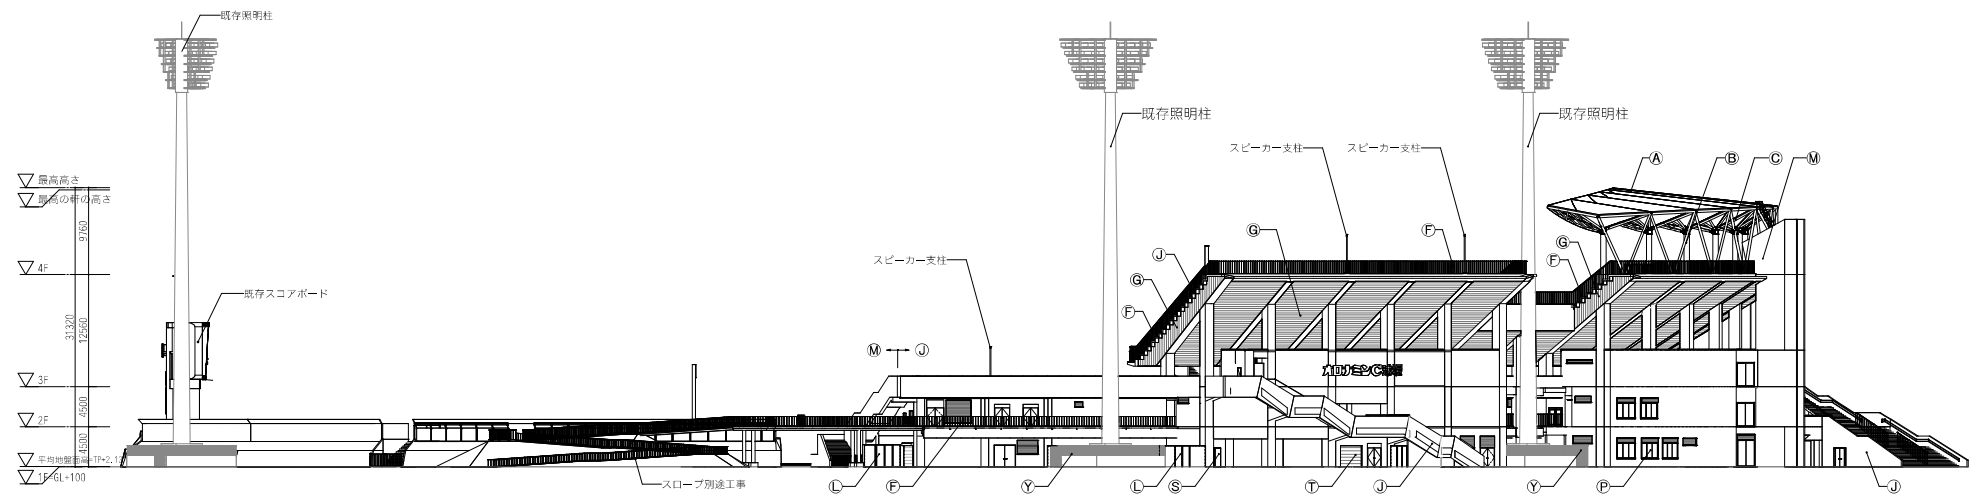 既存照明柱
既存照明柱
既存照明柱
スピーカー支柱
スピーカー支柱
A
B
C
M
最高高さ
最高の軒の高さ
9760
G
F
J
G
F
スピーカー支柱
4F
G
F
既存スコアボード
31320
12560
M
J
オロナミンC球場
3F
4500
2F
4500
平均地盤面高=TP+2.13
1F=GL+100
スロープ別途工事
L
F
Y
L
S
T
J
Y
P
J